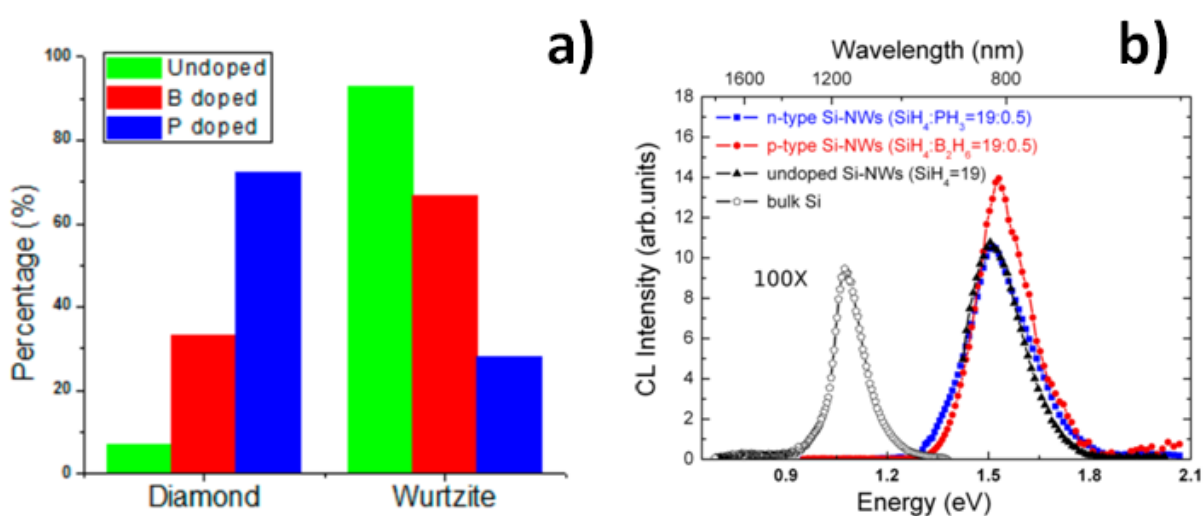 a)
Undoped
B doped
P doped
Percentage (%)
100
80
60
40
20
0
Diamond Wurtzite
b)
Wavelength (nm)
1600 1200 800
n-type Si-NWs (SiH₄:PH₃=19:0.5)
p-type Si-NWs (SiH₄:B₂H₆=19:0.5)
undoped Si-NWs (SiH₄=19)
bulk Si
100X
CL Intensity (arb.units)
18
16
14
12
10
8
6
4
2
0
0.9 1.2 1.5 1.8 2.1
Energy (eV)